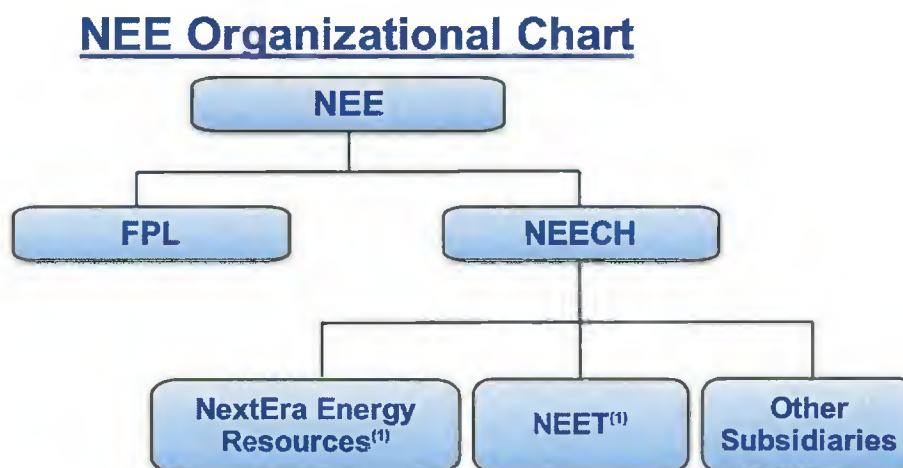 NEE Organizational Chart
NEE
FPL
NEECH
NextEra Energy
Resources(1)
NEET(1)
Other
Subsidiaries